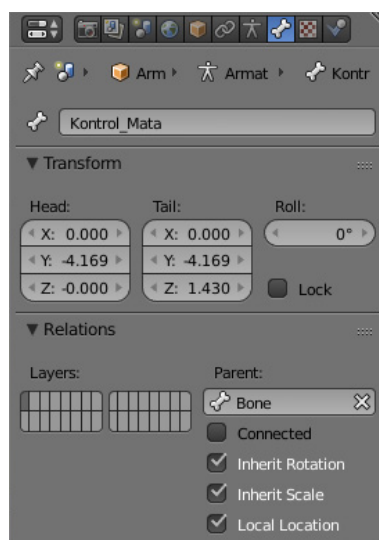 Arm Armat Kontr
Kontrol_Mata
Transform
Head: Tail: Roll:
X: 0.000 X: 0.000 0°
Y: -4.169 Y: -4.169
Z: -0.000 Z: 1.430 Lock
Relations
Layers: Parent:
Bone
Connected
Inherit Rotation
Inherit Scale
Local Location